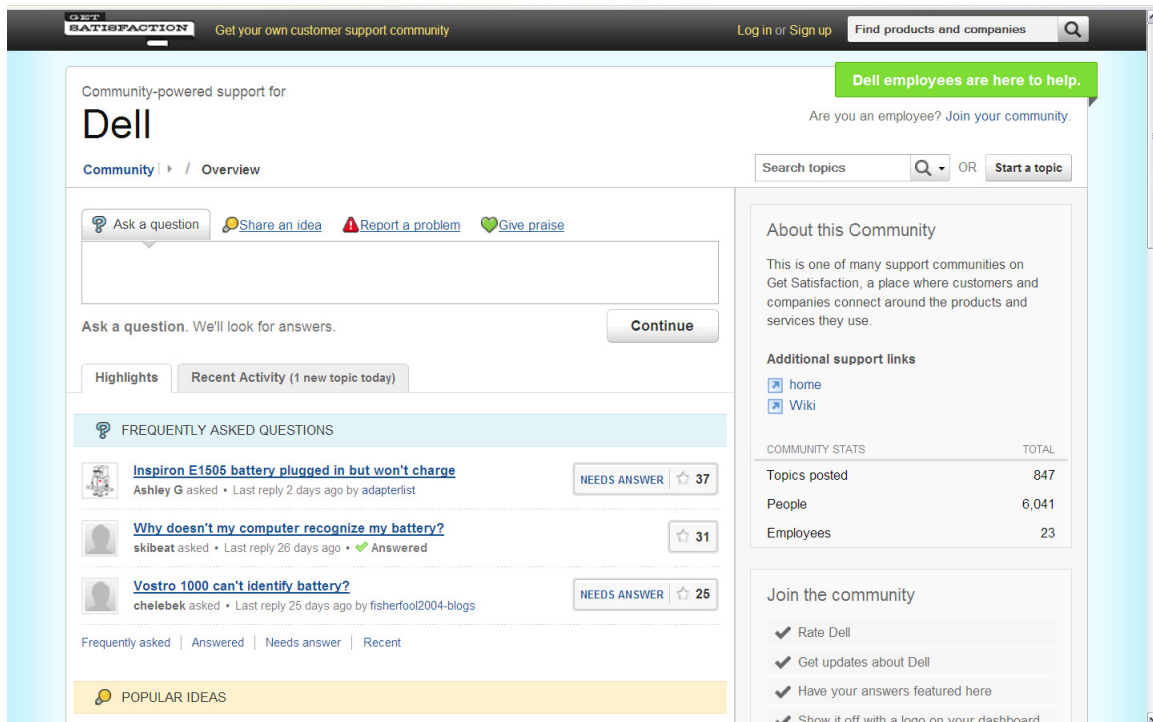 GET
SATISFACTION
Get your own customer support community
Log in or Sign up
Find products and companies
Dell employees are here to help.
Community-powered support for
Dell
Are you an employee? Join your community.
Community / Overview
Search topics
OR
Start a topic
Ask a question
Share an idea
Report a problem
Give praise
Ask a question. We'll look for answers.
Continue
Highlights
Recent Activity (1 new topic today)
FREQUENTLY ASKED QUESTIONS
Inspiron E1505 battery plugged in but won't charge
Ashley G asked • Last reply 2 days ago by adapterlist
NEEDS ANSWER 37
Why doesn't my computer recognize my battery?
skibeat asked • Last reply 26 days ago • Answered
31
Vostro 1000 can't identify battery?
chelebek asked • Last reply 25 days ago by fisherfool2004-blogs
NEEDS ANSWER 25
Frequently asked | Answered | Needs answer | Recent
POPULAR IDEAS
About this Community
This is one of many support communities on
Get Satisfaction, a place where customers and
companies connect around the products and
services they use.
Additional support links
home
Wiki
COMMUNITY STATS TOTAL
Topics posted 847
People 6,041
Employees 23
Join the community
Rate Dell
Get updates about Dell
Have your answers featured here
Show it off with a logo on your dashboard